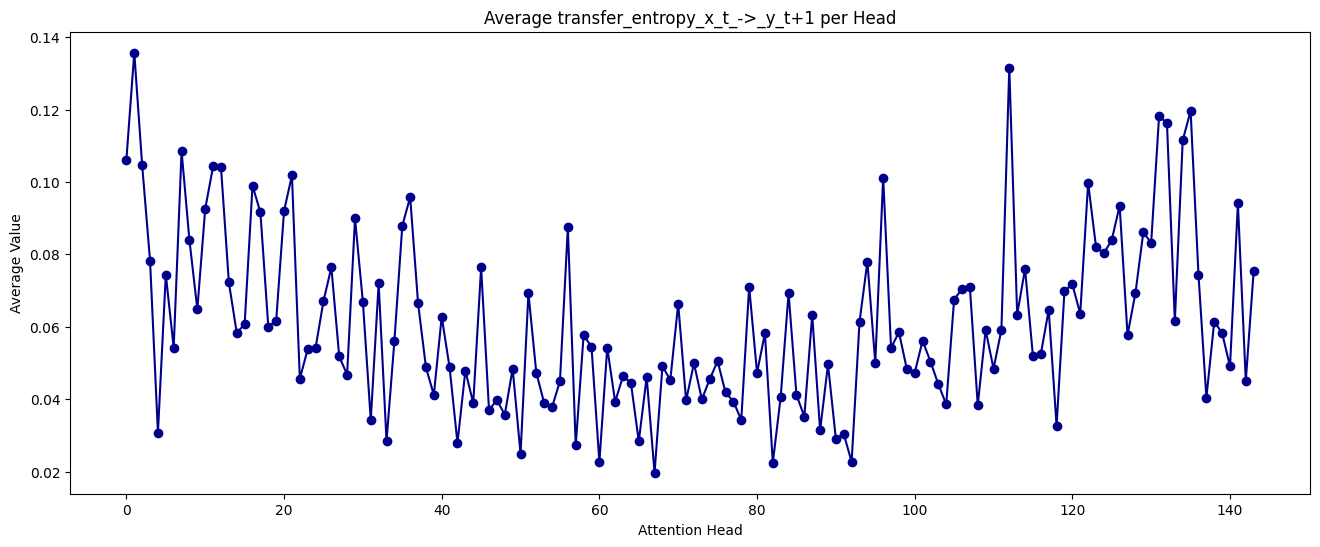 Average transfer_entropy_x_t_->_y_t+1 per Head
Average Value
0.14
0.12
0.10
0.08
0.06
0.04
0.02
0 20 40 60 80 100 120 140
Attention Head